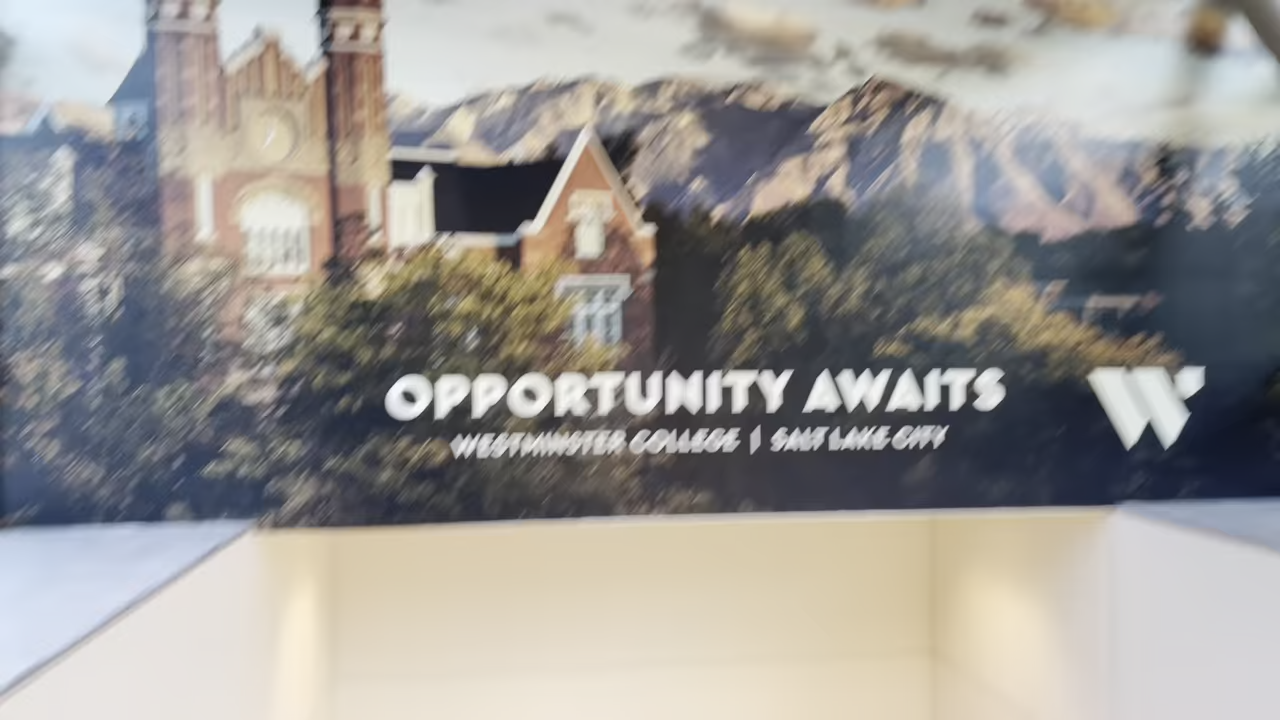 OPPORTUNITY AWAITS
WESTMINSTER COLLEGE | SALT LAKE CITY
W